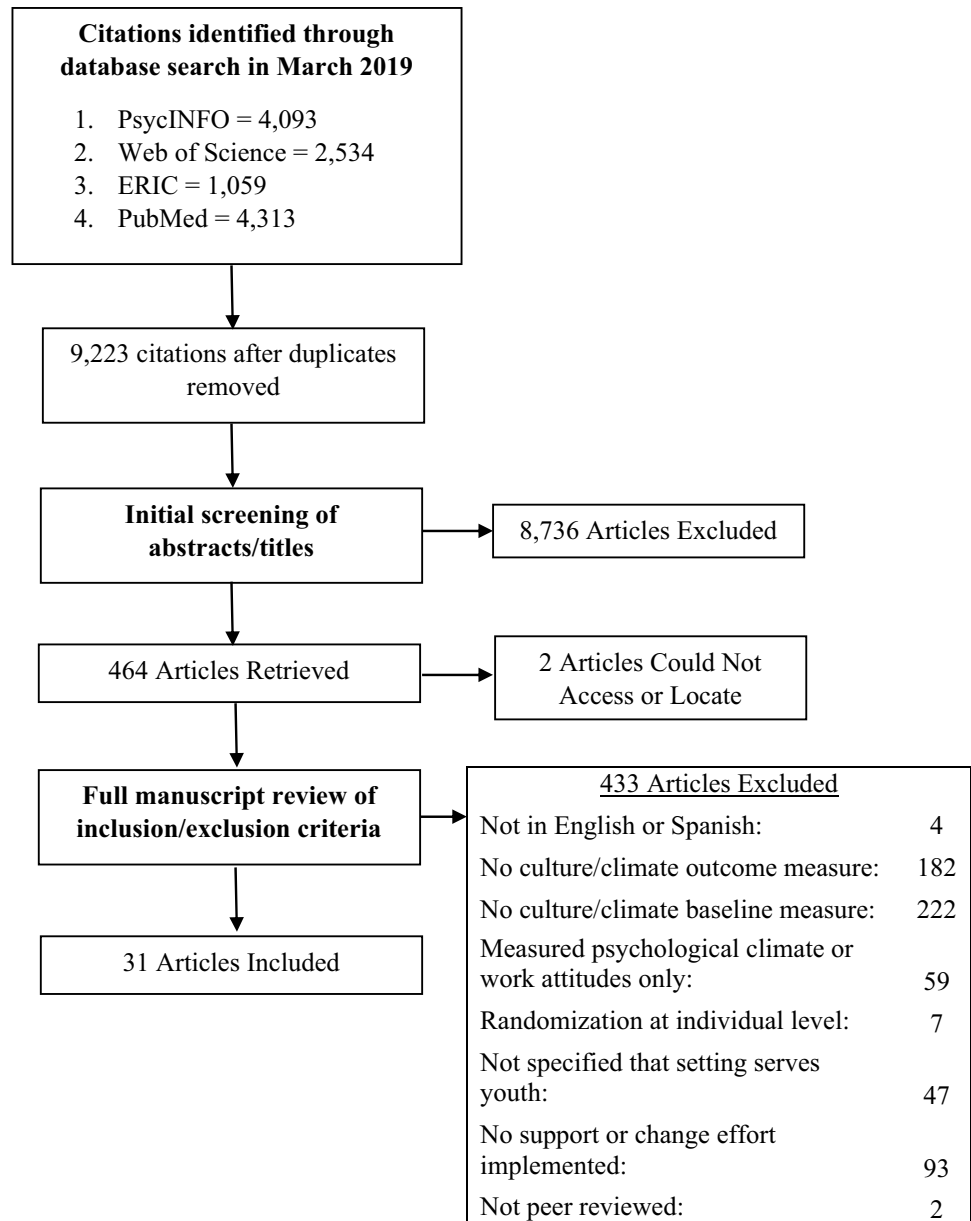 Citations identified through
database search in March 2019
1. PsycINFO = 4,093
2. Web of Science = 2,534
3. ERIC = 1,059
4. PubMed = 4,313
9,223 citations after duplicates
removed
Initial screening of
abstracts/titles
8,736 Articles Excluded
464 Articles Retrieved
2 Articles Could Not
Access or Locate
Full manuscript review of
inclusion/exclusion criteria
433 Articles Excluded
Not in English or Spanish: 4
No culture/climate outcome measure: 182
No culture/climate baseline measure: 222
Measured psychological climate or
work attitudes only: 59
Randomization at individual level: 7
Not specified that setting serves
youth: 47
No support or change effort
implemented: 93
Not peer reviewed: 2
31 Articles Included